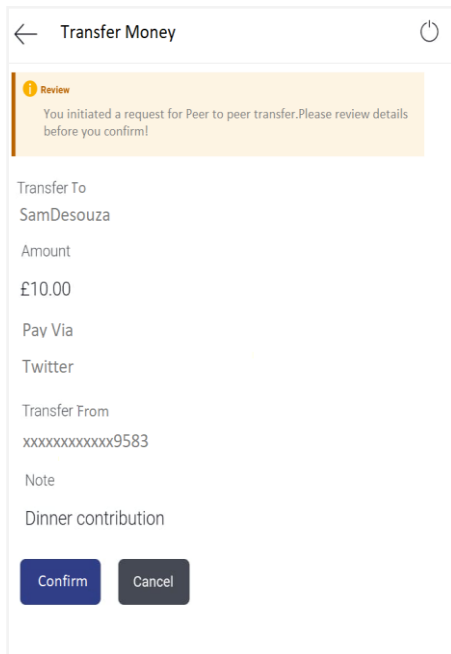 Transfer Money
Review
You initiated a request for Peer to peer transfer.Please review details
before you confirm!
Transfer To
SamDesouza
Amount
£10.00
Pay Via
Twitter
Transfer From
xxxxxxxxxxxx9583
Note
Dinner contribution
Confirm Cancel